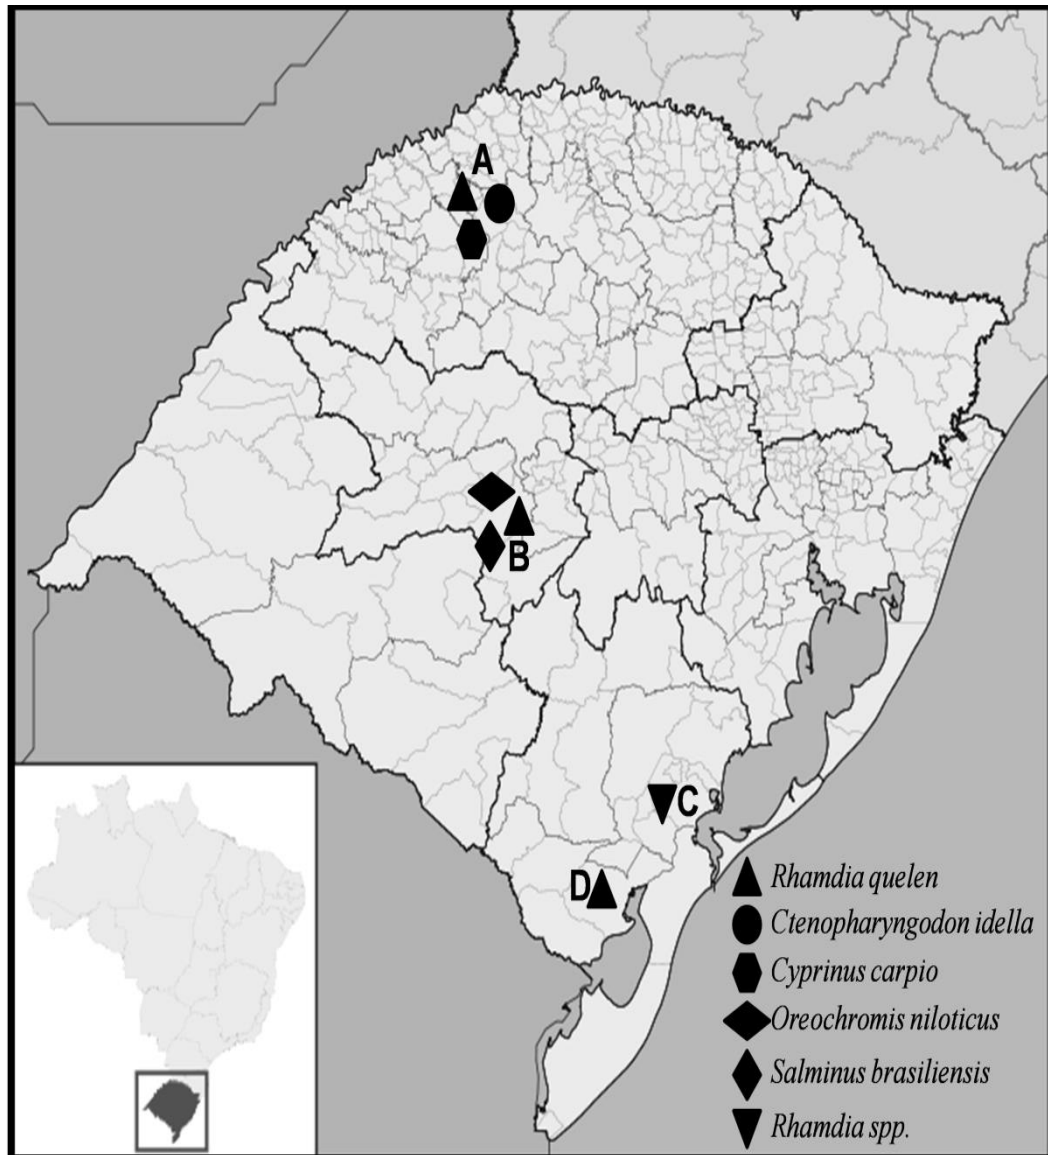 A
B
C
D
Rhamdia quelen
Ctenopharyngodon idella
Cyprinus carpio
Oreochromis niloticus
Salminus brasiliensis
Rhamdia spp.